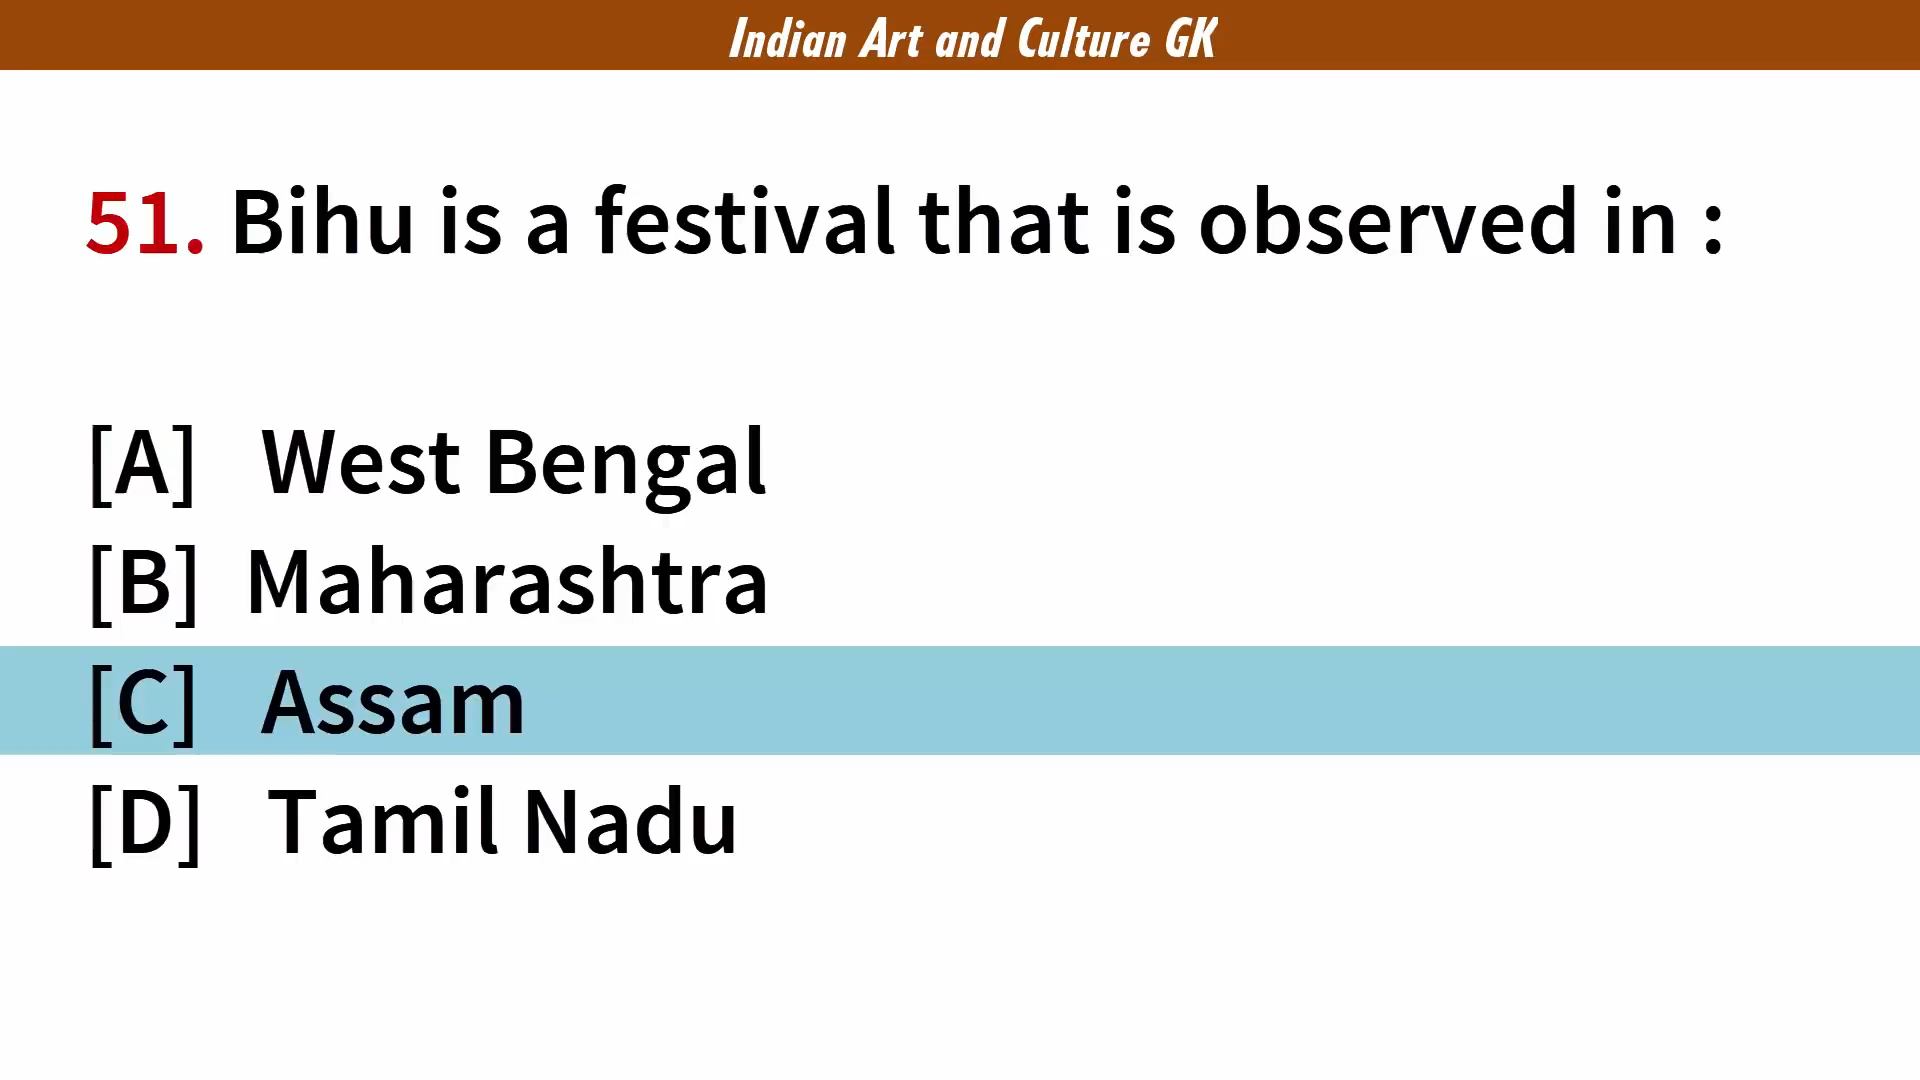 Indian Art and Culture GK
51. Bihu is a festival that is observed in :
[A] West Bengal
[B] Maharashtra
[C] Assam
[D] Tamil Nadu